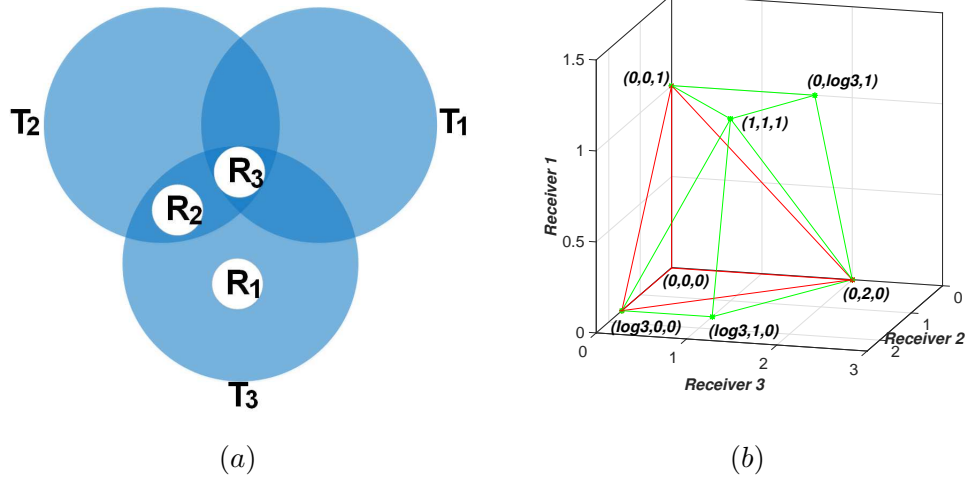 T2
T1
R3
R2
R1
T3
(a)
1.5
1
0.5
0
Receiver 1
(0,0,1)
(0,log3,1)
(1,1,1)
(0,0,0)
(0,2,0)
(log3,0,0)
(log3,1,0)
0
1
2
3
Receiver 3
0
1
2
Receiver 2
(b)